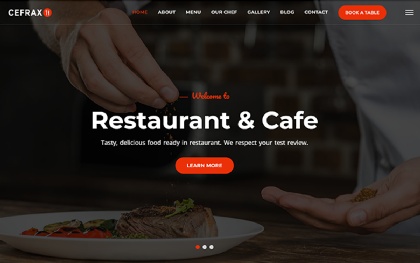 CEFRAX
HOME ABOUT MENU OUR CHEF GALLERY BLOG CONTACT BOOK A TABLE
Welcome to
Restaurant & Cafe
Tasty, delicious food ready in restaurant. We respect your test review.
LEARN MORE